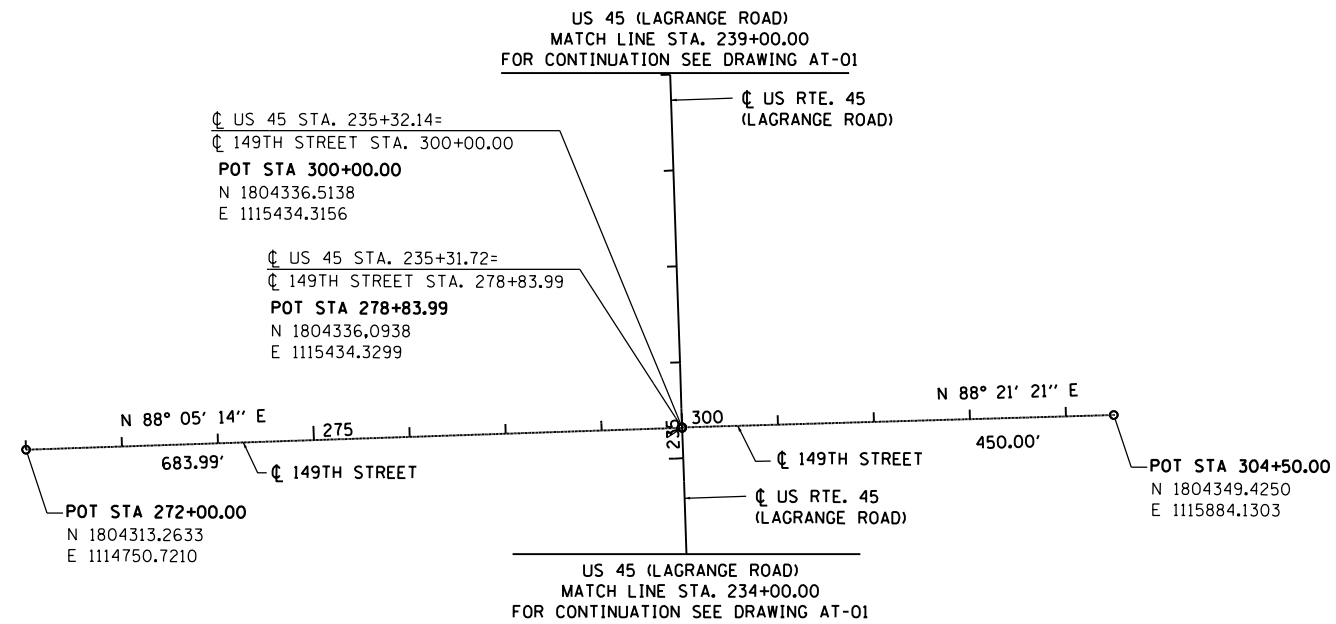 US 45 (LAGRANGE ROAD)
MATCH LINE STA. 239+00.00
FOR CONTINUATION SEE DRAWING AT-01
℄ US RTE. 45
(LAGRANGE ROAD)
℄ US 45 STA. 235+32.14=
℄ 149TH STREET STA. 300+00.00
POT STA 300+00.00
N 1804336.5138
E 1115434.3156
℄ US 45 STA. 235+31.72=
℄ 149TH STREET STA. 278+83.99
POT STA 278+83.99
N 1804336,0938
E 1115434.3299
N 88° 05' 14'' E
275
683.99'
℄ 149TH STREET
235
300
N 88° 21' 21'' E
450.00'
℄ 149TH STREET
POT STA 304+50.00
N 1804349.4250
E 1115884.1303
POT STA 272+00.00
N 1804313.2633
E 1114750.7210
℄ US RTE. 45
(LAGRANGE ROAD)
US 45 (LAGRANGE ROAD)
MATCH LINE STA. 234+00.00
FOR CONTINUATION SEE DRAWING AT-01